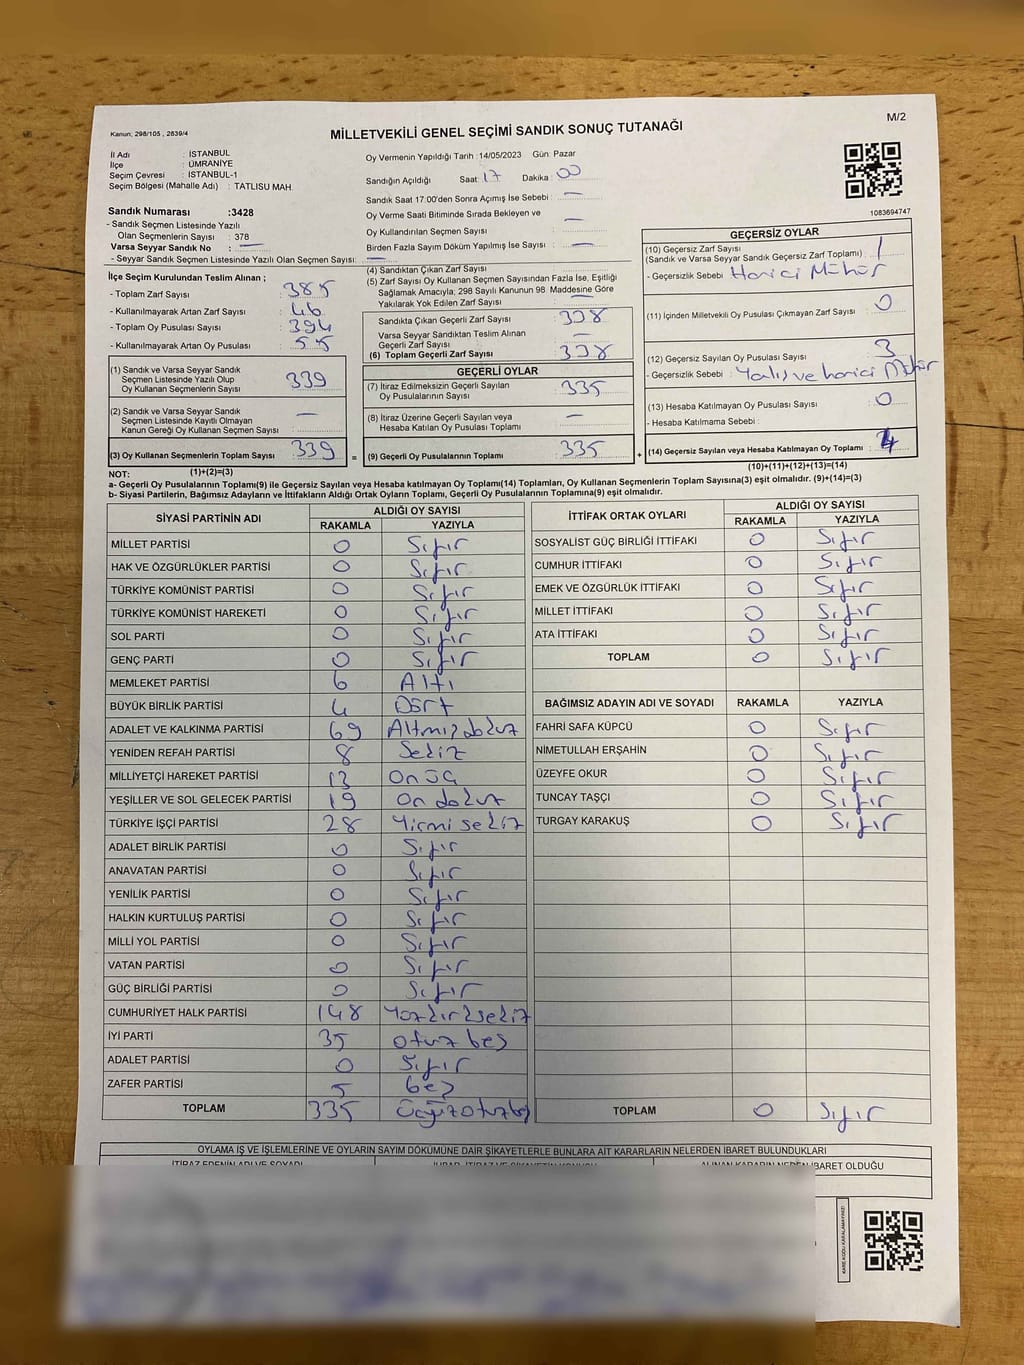 Kanun; 298/105 , 2839/4
MİLLETVEKİLİ GENEL SEÇİMİ SANDIK SONUÇ TUTANAĞI
M/2
İl Adı : İSTANBUL
İlçe : ÜMRANİYE
Seçim Çevresi : İSTANBUL-1
Seçim Bölgesi (Mahalle Adı) : TATLISU MAH.
Sandık Numarası :3428
- Sandık Seçmen Listesinde Yazılı
Olan Seçmenlerin Sayısı : 378
Varsa Seyyar Sandık No : —
- Seyyar Seçmen Listesinde Yazılı Olan Seçmen Sayısı: —
Oy Vermenin Yapıldığı Tarih :14/05/2023 Gün: Pazar
Sandığın Açıldığı Saat: 17 Dakika: 00
Sandık Saat 17:00'den Sonra Açımış İse Sebebi : —
Oy Verme Saati Bitiminde Sırada Bekleyen ve
Oy Kullandırılan Seçmen Sayısı : —
Birden Fazla Sayım Döküm Yapılmış İse Sayısı : —
1083694747
İlçe Seçim Kurulundan Teslim Alınan ;
- Toplam Zarf Sayısı : 385
- Kullanılmayarak Artan Zarf Sayısı : 46
- Toplam Oy Pusulası Sayısı : 394
- Kullanılmayarak Artan Oy Pusulası : 55
(1) Sandık ve Varsa Seyyar Sandık
Seçmen Listesinde Yazılı Olup
Oy Kullanan Seçmenlerin Sayısı : 339
(2) Sandık ve Varsa Seyyar Sandık
Seçmen Listesinde Kayıtlı Olmayan
Kanun Gereği Oy Kullanan Seçmen Sayısı : —
(3) Oy Kullanan Seçmenlerin Toplam Sayısı : 339
(1)+(2)=(3)
(4) Sandıktan Çıkan Zarf Sayısı :
(5) Zarf Sayısı Oy Kullanan Seçmen Sayısından Fazla İse, Eşitliği
Sağlamak Amacıyla; 298 Sayılı Kanunun 98. Maddesine Göre
Yakılarak Yok Edilen Zarf Sayısı : —
Sandıkta Çıkan Geçerli Zarf Sayısı : 338
Varsa Seyyar Sandıktan Teslim Alınan
Geçerli Zarf Sayısı : —
(6) Toplam Geçerli Zarf Sayısı : 338
GEÇERLİ OYLAR
(7) İtiraz Edilmeksizin Geçerli Sayılan
Oy Pusulalarının Sayısı : 335
(8) İtiraz Üzerine Geçerli Sayılan veya
Hesaba Katılan Oy Pusulası Toplamı : —
= (9) Geçerli Oy Pusulalarının Toplamı : 335
GEÇERSİZ OYLAR
(10) Geçersiz Zarf Sayısı
(Sandık ve Varsa Seyyar Sandık Geçersiz Zarf Toplamı) : 1
- Geçersizlik Sebebi : Harici Mühür
(11) İçinden Milletvekili Oy Pusulası Çıkmayan Zarf Sayısı : 0
(12) Geçersiz Sayılan Oy Pusulası Sayısı : 3
- Geçersizlik Sebebi : Yatış ve harici Mühür
(13) Hesaba Katılmayan Oy Pusulası Sayısı : 0
- Hesaba Katılmama Sebebi :
+ (14) Geçersiz Sayılan veya Hesaba Katılmayan Oy Toplamı : 4
(10)+(11)+(12)+(13)=(14)
NOT:
a- Geçerli Oy Pusulalarının Toplamı(9) ile Geçersiz Sayılan veya Hesaba katılmayan Oy Toplamı(14) Toplamları, Oy Kullanan Seçmenlerin Toplam Sayısına(3) eşit olmalıdır. (9)+(14)=(3)
b- Siyasi Partilerin, Bağımsız Adayların ve İttifakların Aldığı Ortak Oyların Toplamı, Geçerli Oy Pusulalarının Toplamına(9) eşit olmalıdır.
SİYASİ PARTİNİN ADI ALDIĞI OY SAYISI
RAKAMLA YAZIYLA
MİLLET PARTİSİ 0 Sıfır
HAK VE ÖZGÜRLÜKLER PARTİSİ 0 Sıfır
TÜRKİYE KOMÜNİST PARTİSİ 0 Sıfır
TÜRKİYE KOMÜNİST HAREKETİ 0 Sıfır
SOL PARTİ 0 Sıfır
GENÇ PARTİ 0 Sıfır
MEMLEKET PARTİSİ 6 Altı
BÜYÜK BİRLİK PARTİSİ 4 Dört
ADALET VE KALKINMA PARTİSİ 69 Altmışdokuz
YENİDEN REFAH PARTİSİ 8 Sekiz
MİLLİYETÇİ HAREKET PARTİSİ 13 Onüç
YEŞİLLER VE SOL GELECEK PARTİSİ 19 On dokuz
TÜRKİYE İŞÇİ PARTİSİ 28 Yirmi sekiz
ADALET BİRLİK PARTİSİ 0 Sıfır
ANAVATAN PARTİSİ 0 Sıfır
YENİLİK PARTİSİ 0 Sıfır
HALKIN KURTULUŞ PARTİSİ 0 Sıfır
MİLLİ YOL PARTİSİ 0 Sıfır
VATAN PARTİSİ 0 Sıfır
GÜÇ BİRLİĞİ PARTİSİ 0 Sıfır
CUMHURİYET HALK PARTİSİ 148 Yüzkırksekiz
İYİ PARTİ 35 otuz beş
ADALET PARTİSİ 0 Sıfır
ZAFER PARTİSİ 5 beş
TOPLAM 335 Üçyüzotuzbeş
İTTİFAK ORTAK OYLARI ALDIĞI OY SAYISI
RAKAMLA YAZIYLA
SOSYALIST GÜÇ BİRLİĞİ İTTİFAKI 0 Sıfır
CUMHUR İTTİFAKI 0 Sıfır
EMEK VE ÖZGÜRLÜK İTTİFAKI 0 Sıfır
MİLLET İTTİFAKI 0 Sıfır
ATA İTTİFAKI 0 Sıfır
TOPLAM 0 Sıfır
BAĞIMSIZ ADAYIN ADI VE SOYADI RAKAMLA YAZIYLA
FAHRİ SAFA KÜPCÜ 0 Sıfır
NİMETULLAH ERŞAHİN 0 Sıfır
ÜZEYFE OKUR 0 Sıfır
TUNCAY TAŞÇI 0 Sıfır
TURGAY KARAKUŞ 0 Sıfır
TOPLAM 0 Sıfır
OYLAMA İŞ VE İŞLEMLERİNE VE OYLARIN SAYIM DÖKÜMÜNE DAİR ŞİKAYETLERLE BUNLARA AİT KARARLARIN NELERDEN İBARET BULUNDUKLARI
İTİRAZ EDENİN ADI VE SOYADI
ALINAN KARARIN NEDEN İBARET OLDUĞU
KARE KODU KARALAMAYINIZ!